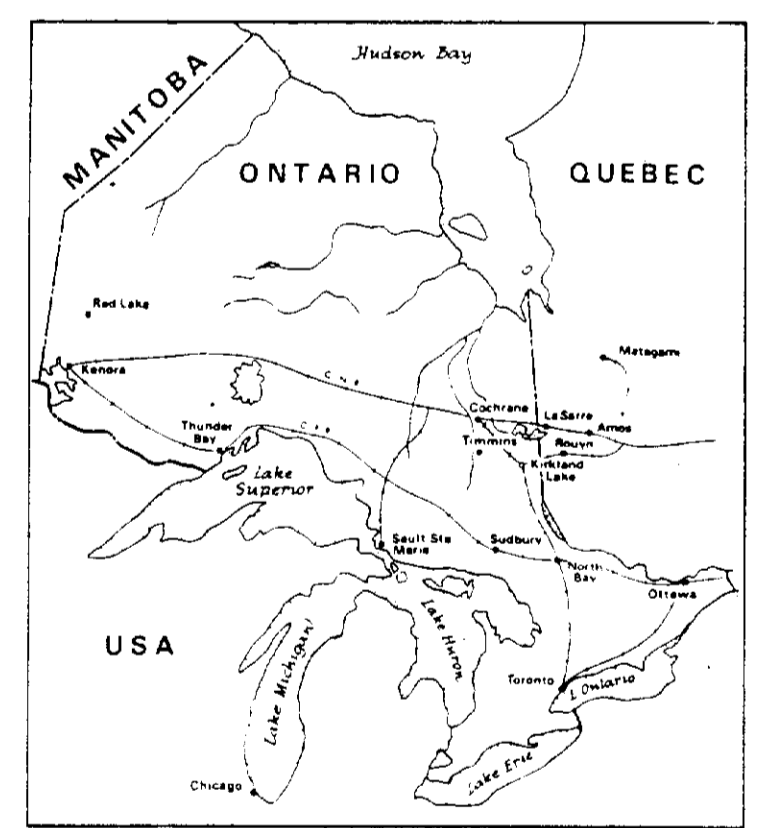 Hudson Bay
MANITOBA
ONTARIO
QUEBEC
Red Lake
Matagami
Kenora
C N R
Cochrane
La Sarre
Amos
Thunder
Bay
C P R
Timmins
Rouyn
Kirkland
Lake
Lake
Superior
Sault Ste
Marie
Sudbury
North
Bay
Ottawa
USA
Lake Michigan
Lake Huron
Toronto
L Ontario
Chicago
Lake Erie